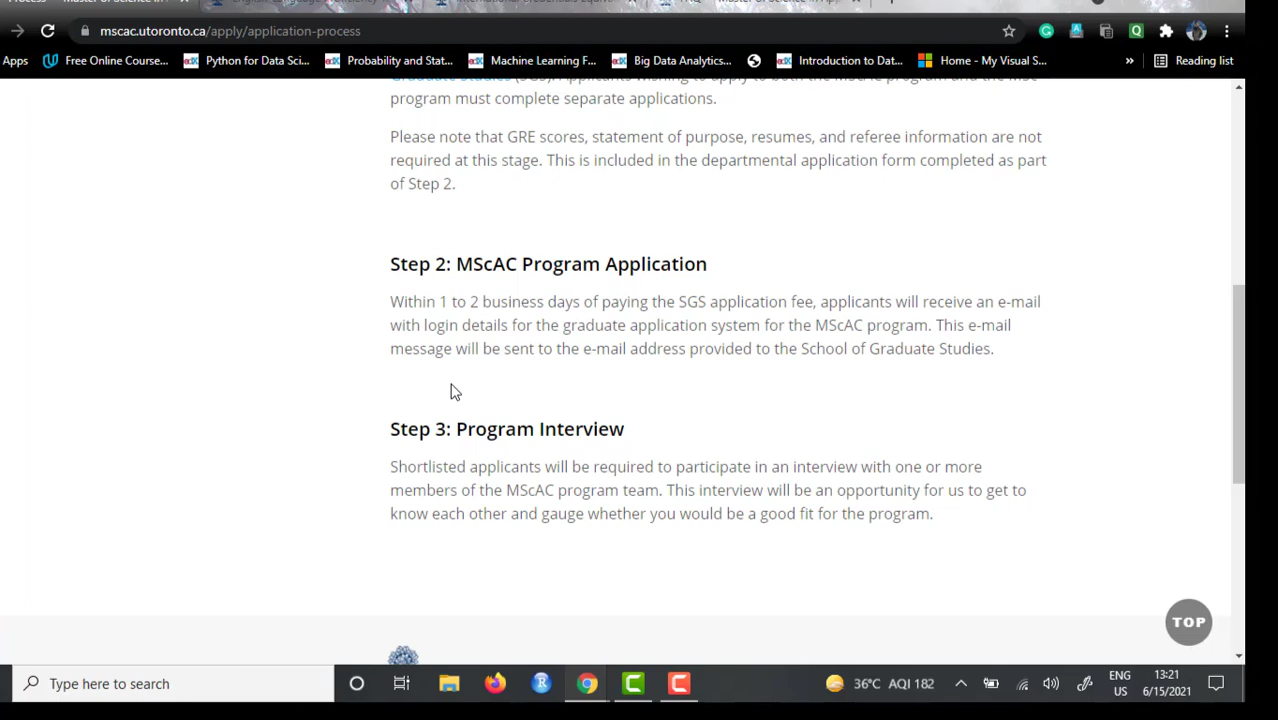 mscac.utoronto.ca/apply/application-process
Apps
Free Online Course...
Python for Data Sci...
Probability and Stat...
Machine Learning F...
Big Data Analytics...
Introduction to Dat...
Home - My Visual S...
»
Reading list
Graduate Studies (SGS). Applicants wishing to apply to both the MScAC program and the MSc
program must complete separate applications.
Please note that GRE scores, statement of purpose, resumes, and referee information are not
required at this stage. This is included in the departmental application form completed as part
of Step 2.
Step 2: MScAC Program Application
Within 1 to 2 business days of paying the SGS application fee, applicants will receive an e-mail
with login details for the graduate application system for the MScAC program. This e-mail
message will be sent to the e-mail address provided to the School of Graduate Studies.
Step 3: Program Interview
Shortlisted applicants will be required to participate in an interview with one or more
members of the MScAC program team. This interview will be an opportunity for us to get to
know each other and gauge whether you would be a good fit for the program.
TOP
Type here to search
36°C AQI 182
ENG
US
13:21
6/15/2021